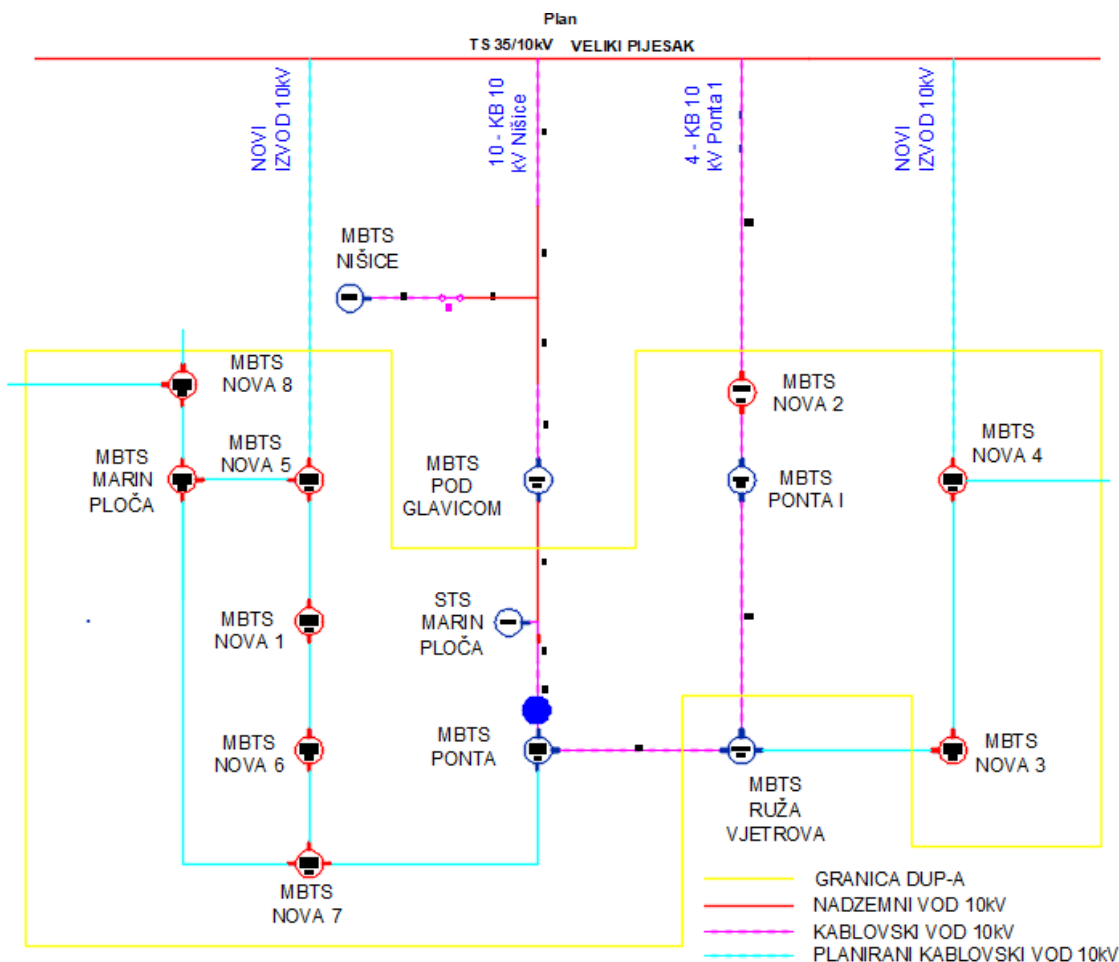 Plan
TS 35/10kV VELIKI PIJESAK
NOVI
IZVOD 10kV
10 - KB 10
kV Nišice
4 - KB 10
kV Ponta 1
NOVI
IZVOD 10kV
MBTS
NIŠICE
MBTS
NOVA 8
MBTS
NOVA 2
MBTS
NOVA 5
MBTS
MARIN
PLOČA
MBTS
POD
GLAVICOM
MBTS
PONTA I
MBTS
NOVA 4
MBTS
NOVA 1
STS
MARIN
PLOČA
MBTS
NOVA 6
MBTS
PONTA
MBTS
RUŽA
VJETROVA
MBTS
NOVA 3
MBTS
NOVA 7
GRANICA DUP-A
NADZEMNI VOD 10kV
KABLOVSKI VOD 10kV
PLANIRANI KABLOVSKI VOD 10kV